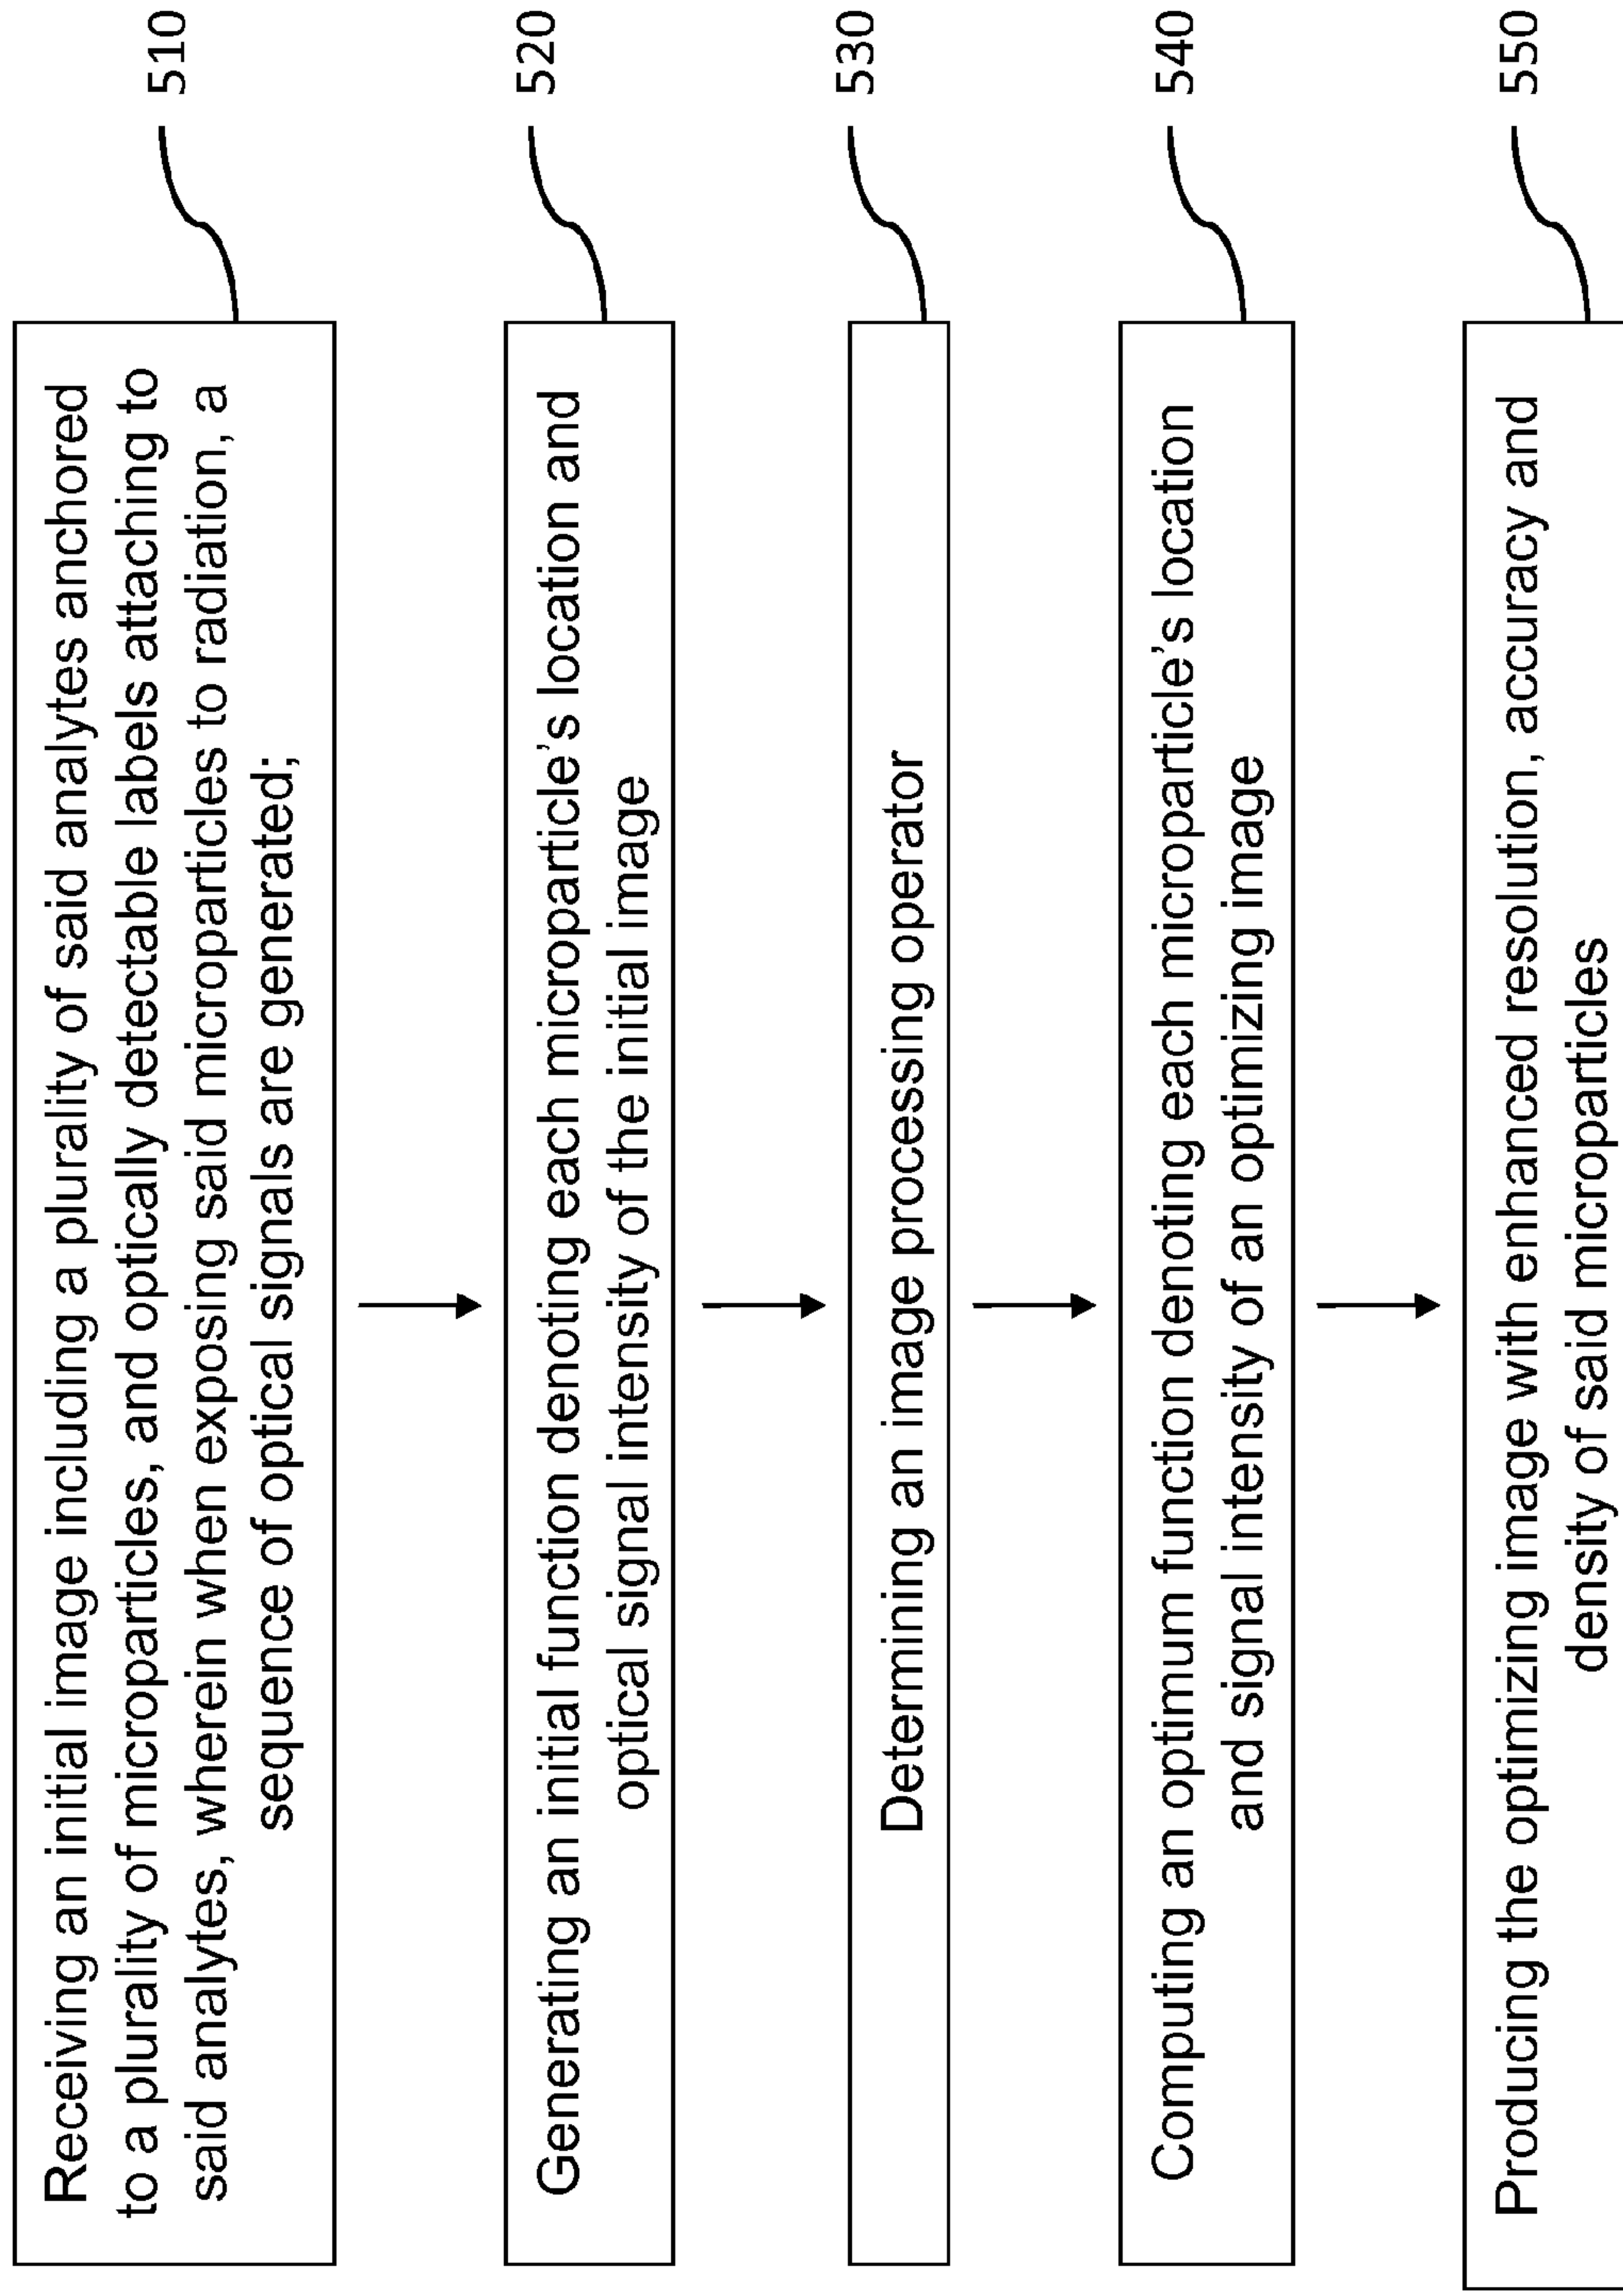 Receiving an initial image including a plurality of said analytes anchored
to a plurality of microparticles, and optically detectable labels attaching to
said analytes, wherein when exposing said microparticles to radiation, a
sequence of optical signals are generated;
510
Generating an initial function denoting each microparticle's location and
optical signal intensity of the initial image
520
Determining an image processing operator
530
Computing an optimum function denoting each microparticle's location
and signal intensity of an optimizing image
540
Producing the optimizing image with enhanced resolution, accuracy and
density of said microparticles
550